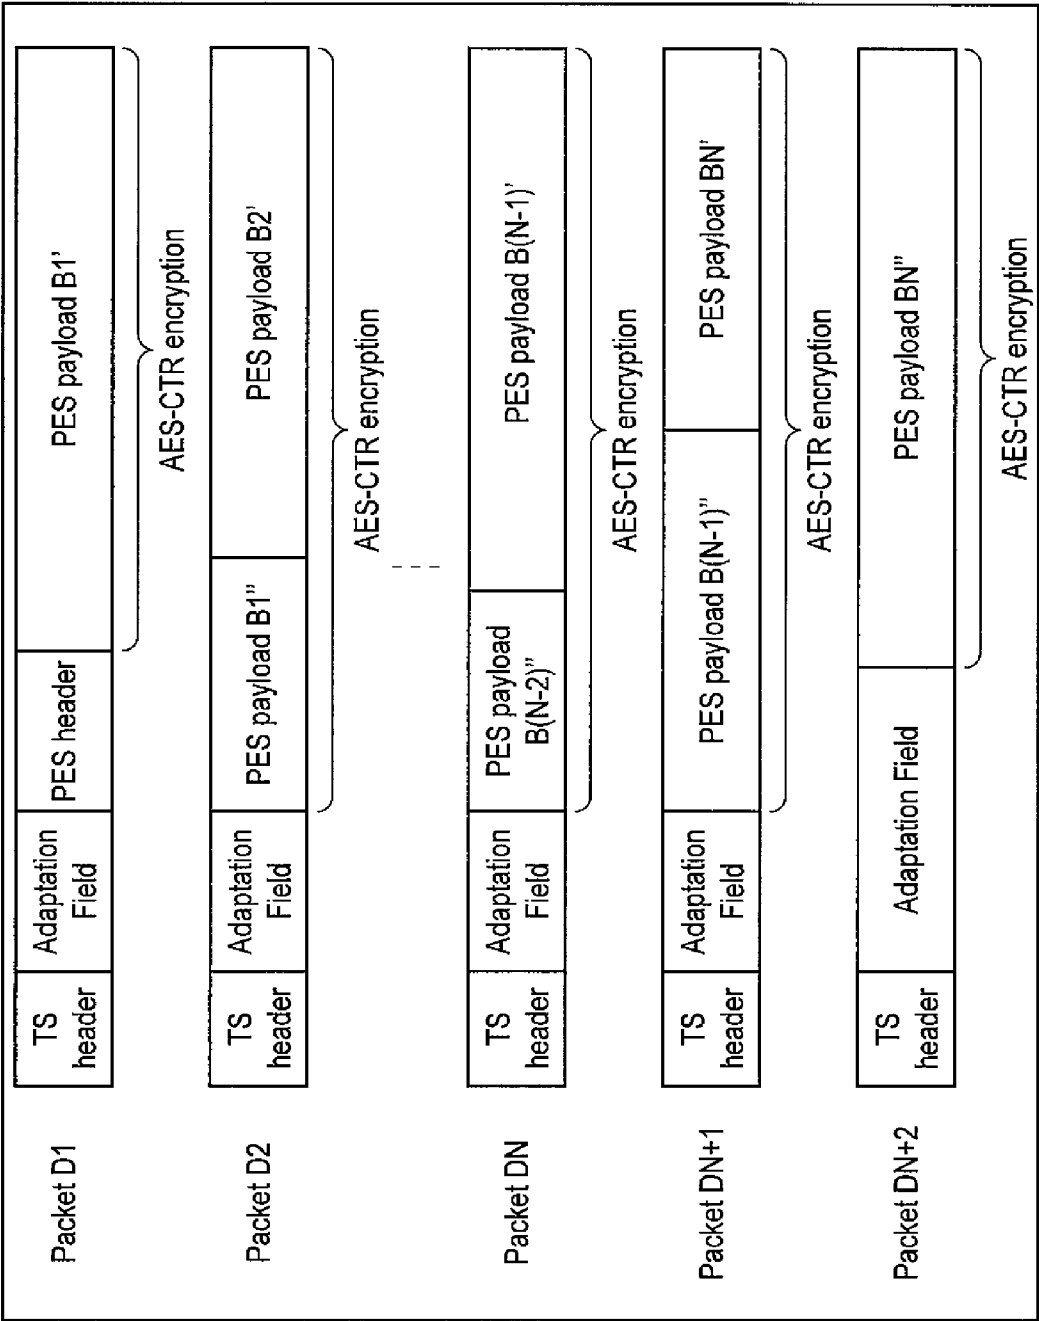 Packet D1
TS
header
Adaptation
Field
PES header
PES payload B1'
AES-CTR encryption
Packet D2
TS
header
Adaptation
Field
PES payload B1"
PES payload B2'
AES-CTR encryption
Packet DN
TS
header
Adaptation
Field
PES payload
B(N-2)"
PES payload B(N-1)'
AES-CTR encryption
Packet DN+1
TS
header
Adaptation
Field
PES payload B(N-1)"
PES payload BN'
AES-CTR encryption
Packet DN+2
TS
header
Adaptation Field
PES payload BN"
AES-CTR encryption